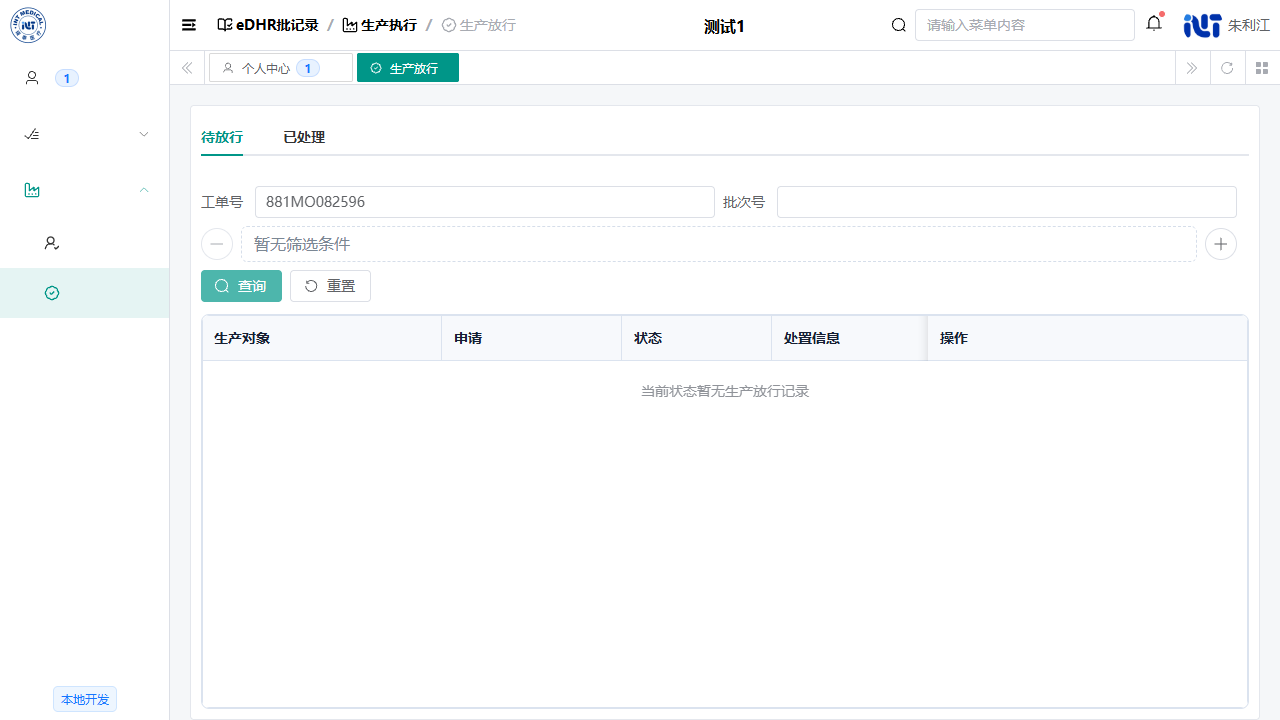 INT MEDICAL
eDHR批记录 / 生产执行 / 生产放行
测试1
请输入菜单内容
iNT 朱利江
1
个人中心 1
生产放行
待放行
已处理
工单号 881MO082596
批次号
暂无筛选条件
查询
重置
生产对象 申请 状态 处置信息 操作
当前状态暂无生产放行记录
本地开发